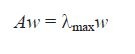 Aw = λmaxw